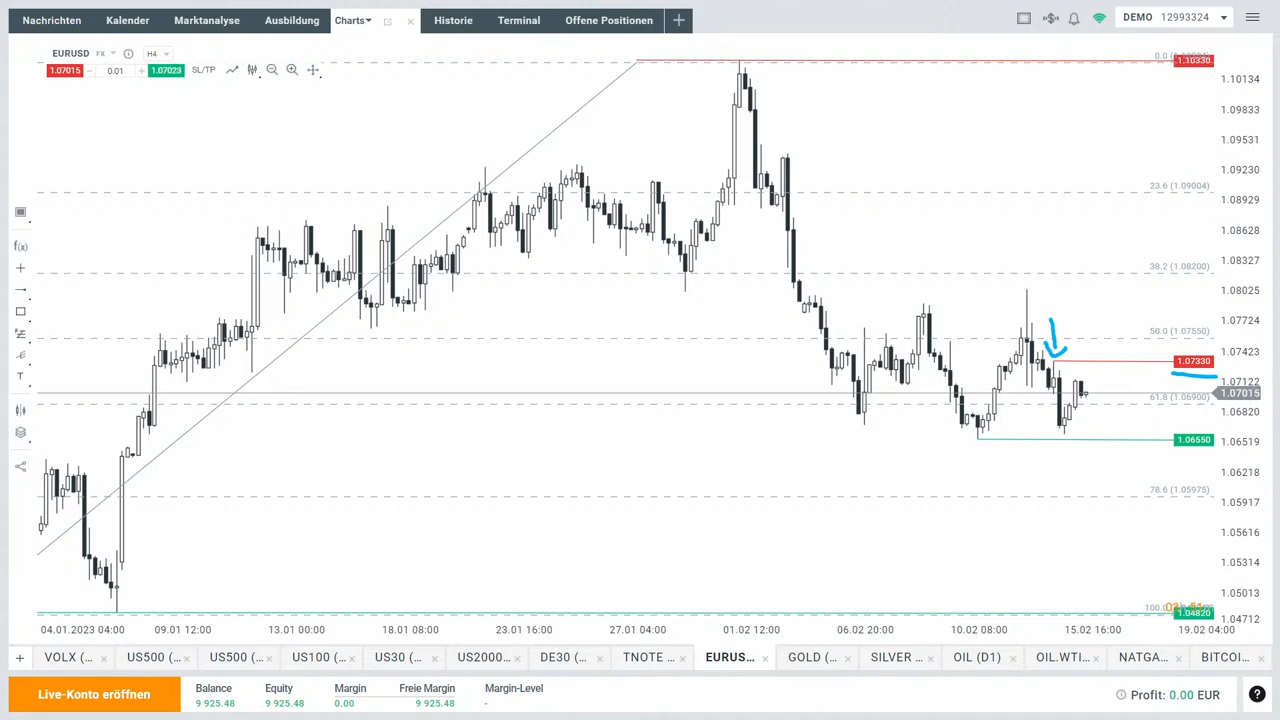 Nachrichten Kalender Marktanalyse Ausbildung Charts Historie Terminal Offene Positionen DEMO 12993324
EURUSD FX H4
1.07015 0.01 1.07023 SL/TP
0.0
1.10330
1.10134
1.09833
1.09531
1.09230
23.6 (1.09004)
1.08929
1.08628
1.08327
38.2 (1.08200)
1.08025
1.07724
50.0 (1.07550)
1.07423
1.07330
1.07122
1.07015
61.8 (1.06900)
1.06820
1.06519
1.06550
1.06218
78.6 (1.05975)
1.05917
1.05616
1.05314
1.05013
1.04820
1.04712
f(x)
T
04.01.2023 04:00 09.01 12:00 13.01 00:00 18.01 08:00 23.01 16:00 27.01 04:00 01.02 12:00 06.02 20:00 10.02 08:00 15.02 16:00 19.02 04:00
VOLX (... US500 (... US500 (... US100 (... US30 (... US2000... DE30 (... TNOTE ... EURUS... GOLD (... SILVER ... OIL (D1) OIL.WTI... NATGA... BITCOI...
Live-Konto eröffnen
Balance Equity Margin Freie Margin Margin-Level
9 925.48 9 925.48 0.00 9 925.48 -
Profit: 0.00 EUR
?